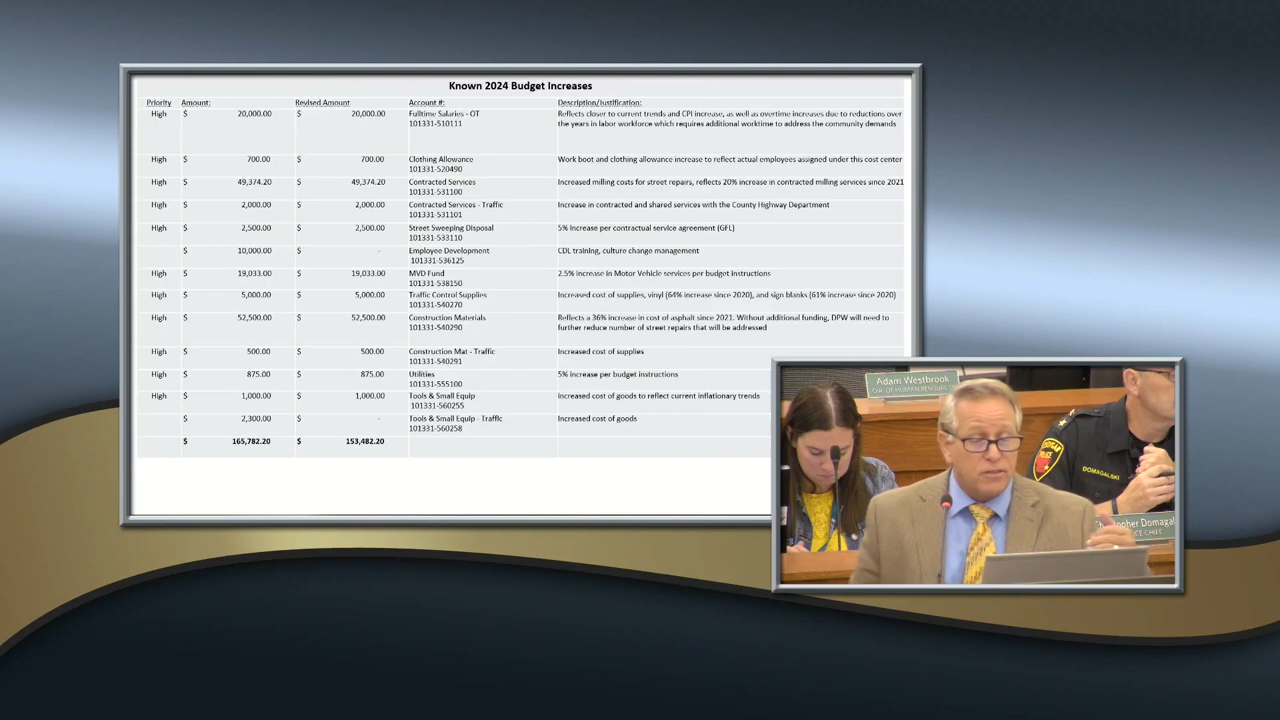 Known 2024 Budget Increases
Priority Amount: Revised Amount Account #: Description/Justification:
High $ 20,000.00 $ 20,000.00 Fulltime Salaries - OT Reflects closer to current trends and CPI increase, as well as overtime increases due to reductions over
101331-510111 the years in labor workforce which requires additional worktime to address the community demands
High $ 700.00 $ 700.00 Clothing Allowance Work boot and clothing allowance increase to reflect actual employees assigned under this cost center
101331-520490
High $ 49,374.20 $ 49,374.20 Contracted Services Increased milling costs for street repairs, reflects 20% increase in contracted milling services since 2021
101331-531100
High $ 2,000.00 $ 2,000.00 Contracted Services - Traffic Increase in contracted and shared services with the County Highway Department
101331-531101
High $ 2,500.00 $ 2,500.00 Street Sweeping Disposal 5% increase per contractual service agreement (GFL)
101331-533110
$ 10,000.00 $ - Employee Development CDL training, culture change management
101331-536125
High $ 19,033.00 $ 19,033.00 MVD Fund 2.5% increase in Motor Vehicle services per budget instructions
101331-538150
High $ 5,000.00 $ 5,000.00 Traffic Control Supplies Increased cost of supplies, vinyl (64% increase since 2020), and sign blanks (61% increase since 2020)
101331-540270
High $ 52,500.00 $ 52,500.00 Construction Materials Reflects a 36% increase in cost of asphalt since 2021. Without additional funding, DPW will need to
101331-540290 further reduce number of street repairs that will be addressed
High $ 500.00 $ 500.00 Construction Mat - Traffic Increased cost of supplies
101331-540291
High $ 875.00 $ 875.00 Utilities 5% increase per budget instructions
101331-555100
High $ 1,000.00 $ 1,000.00 Tools & Small Equip Increased cost of goods to reflect current inflationary trends
101331-560255
$ 2,300.00 $ - Tools & Small Equip - Traffic Increased cost of goods
101331-560258
$ 165,782.20 $ 153,482.20
Adam Westbrook
DIR. OF HUMAN RESOURCES
POLICE
DOMAGALSKI
Christopher Domagal
POLICE CHIEF